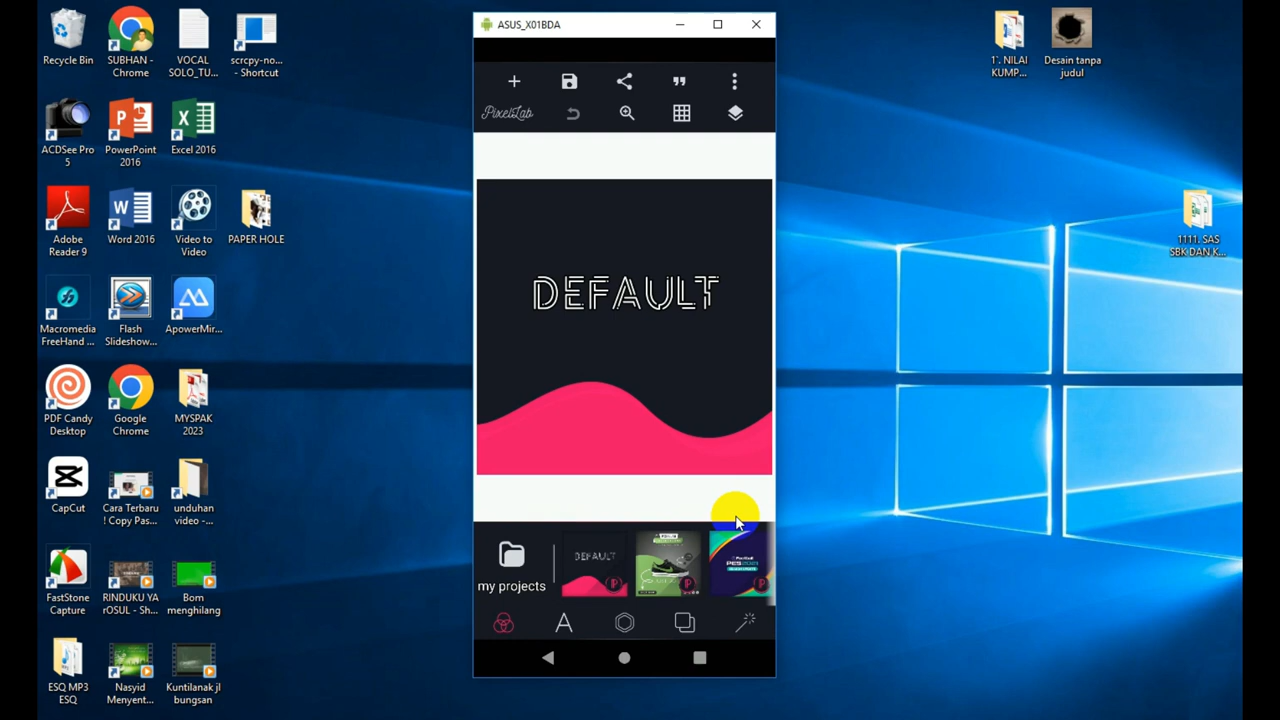 ASUS_X01BDA
Recycle Bin
SUBHAN -
Chrome
VOCAL
SOLO_TU...
scrcpy-no...
- Shortcut
1'. NILAI
KUMP...
Desain tanpa
judul
PixelLab
ACDSee Pro
5
PowerPoint
2016
Excel 2016
Adobe
Reader 9
Word 2016
Video to
Video
PAPER HOLE
1111. SAS
SBK DAN K...
DEFAULT
Macromedia
FreeHand ...
Flash
Slideshow...
ApowerMir...
PDF Candy
Desktop
Google
Chrome
MYSPAK
2023
CapCut
Cara Terbaru
! Copy Pas...
unduhan
video -...
my projects
DEFAULT
PES2021
FastStone
Capture
RINDUKU YA
rOSUL - Sh...
Bom
menghilang
ESQ MP3
ESQ
Nasyid
Menyent...
Kuntilanak jl
bungsan